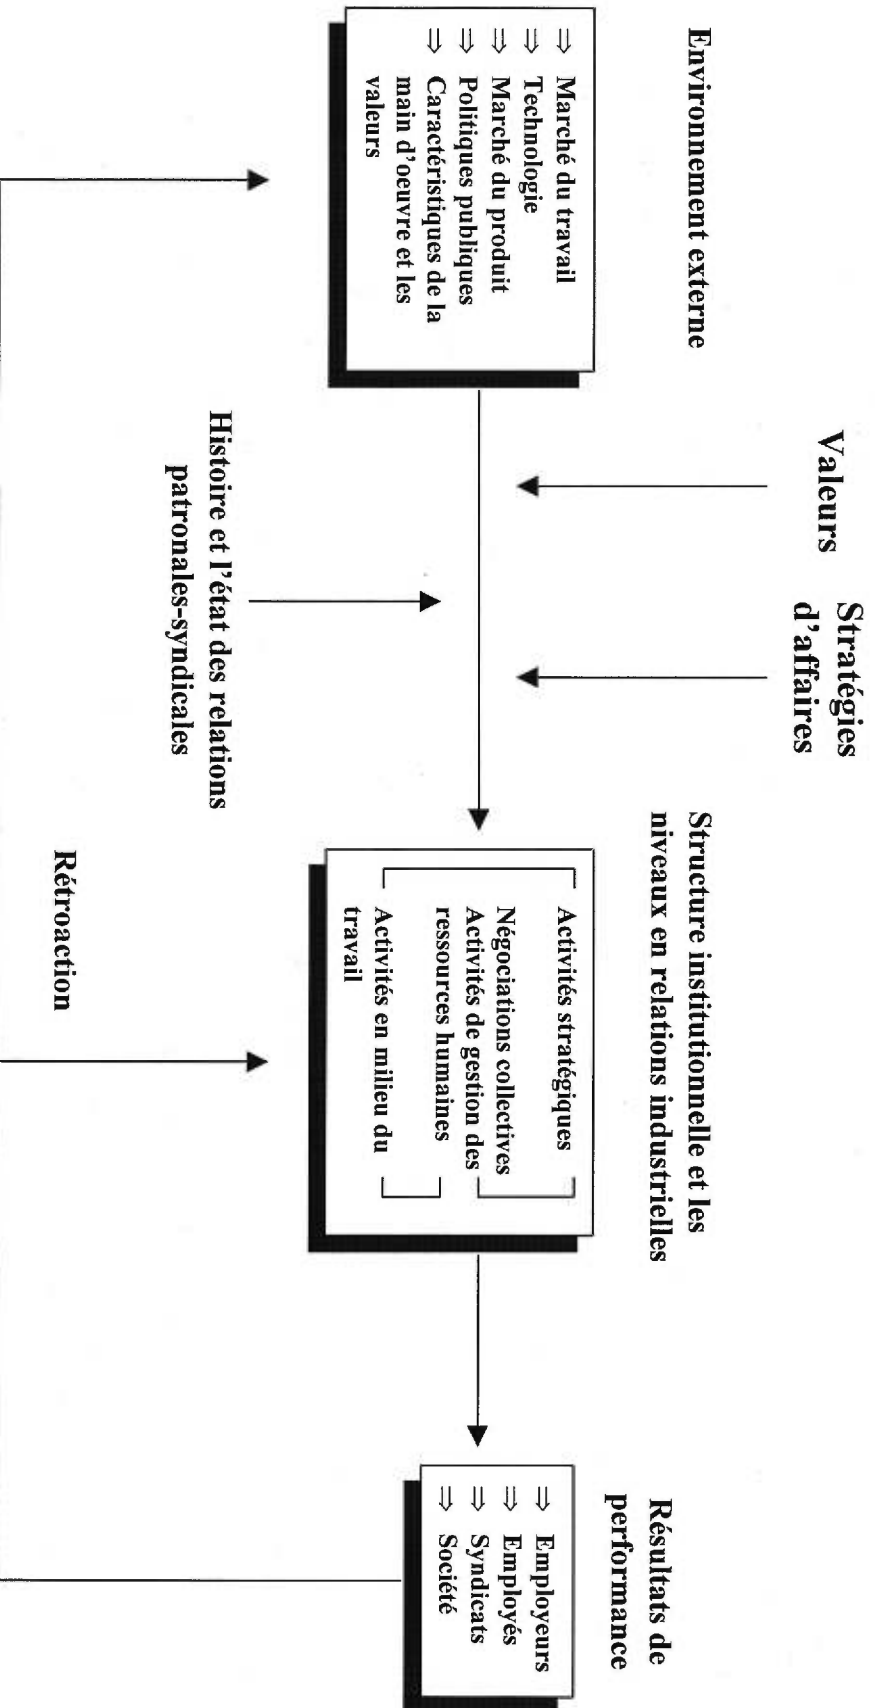 Valeurs
Stratégies
d'affaires
Environnement externe
⇒ Marché du travail
⇒ Technologie
⇒ Marché du produit
⇒ Politiques publiques
⇒ Caractéristiques de la
main d'oeuvre et les
valeurs
Histoire et l'état des relations
patronales-syndicales
Structure institutionnelle et les
niveaux en relations industrielles
Activités stratégiques
Négociations collectives
Activités de gestion des
ressources humaines
Activités en milieu du
travail
Résultats de
performance
⇒ Employeurs
⇒ Employés
⇒ Syndicats
⇒ Société
Rétroaction